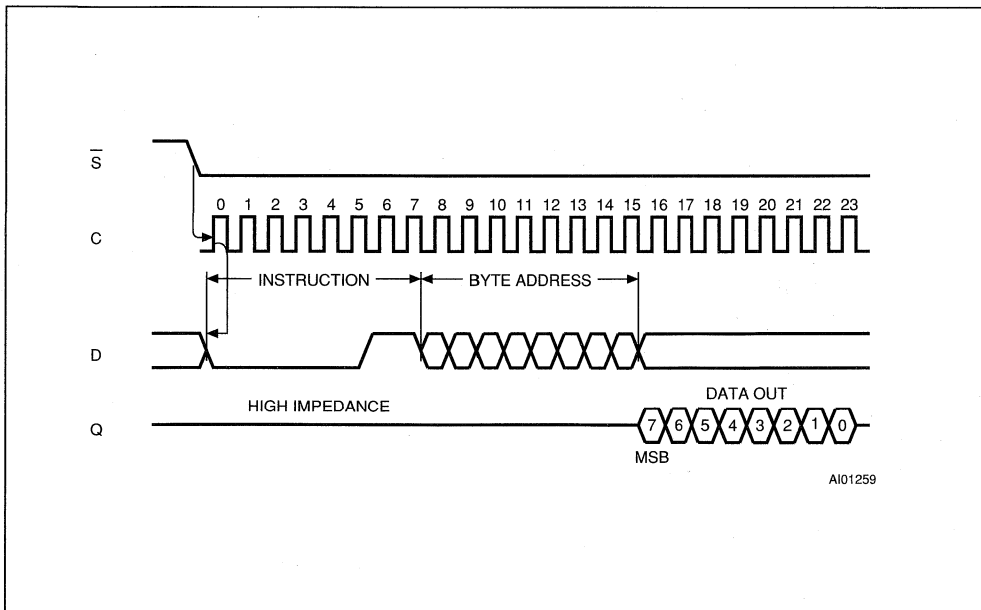 S
0 1 2 3 4 5 6 7 8 9 10 11 12 13 14 15 16 17 18 19 20 21 22 23
C
INSTRUCTION BYTE ADDRESS
D
DATA OUT
HIGH IMPEDANCE
Q 7 6 5 4 3 2 1 0
MSB
AI01259